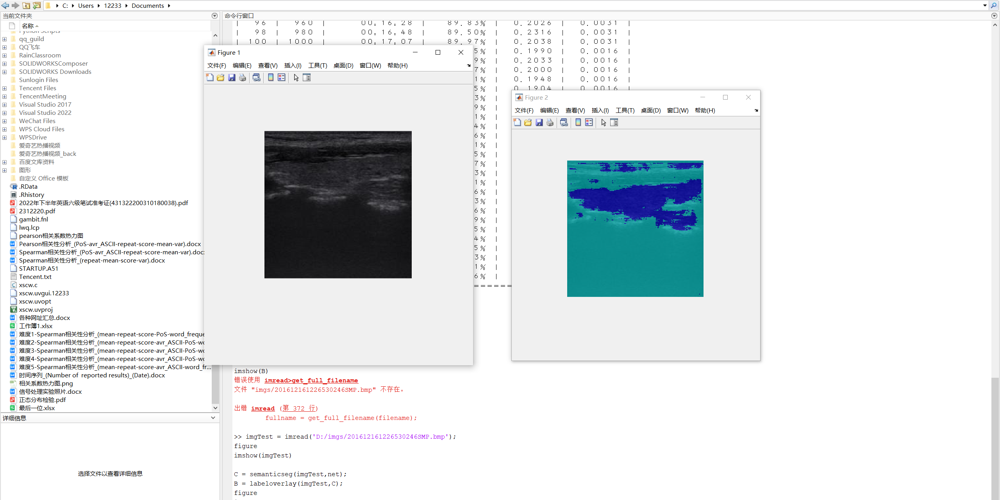 C: Users 12233 Documents
当前文件夹
名称
Python Scripts
qq_guild
QQ飞车
RainClassroom
SOLIDWORKSComposer
SOLIDWORKS Downloads
Sunlogin Files
Tencent Files
TencentMeeting
Visual Studio 2017
Visual Studio 2022
WeChat Files
WPS Cloud Files
WPSDrive
爱奇艺热播视频
爱奇艺热播视频_back
百度文库资料
图形
自定义 Office 模板
.RData
.Rhistory
2022年下半年英语六级笔试准考证(431322200310180038).pdf
2312220.pdf
gambit.fnl
lwq.lcp
pearson相关系数热力图
Pearson相关性分析_(PoS-avr_ASCII-repeat-score-mean-var).docx
Spearman相关性分析_(PoS-avr_ASCII-repeat-score-mean-var).doc
Spearman相关性分析_(repeat-mean-score-var).docx
STARTUP.A51
Tencent.txt
xscw.c
xscw.uvgui.12233
xscw.uvopt
xscw.uvproj
各种网址汇总.docx
工作簿1.xlsx
难度1-Spearman相关性分析_(mean-repeat-score-PoS-word_freque
难度2-Spearman相关性分析_(mean-repeat-score-avr_ASCII-PoS-wo
难度3-Spearman相关性分析_(mean-repeat-score-avr_ASCII-PoS-wo
难度4-Spearman相关性分析_(mean-repeat-score-avr_ASCII-PoS-wo
难度5-Spearman相关性分析_(mean-repeat-score-avr_ASCII-word_fr...
时间序列_(Number of reported results)_(Date).docx
相关系数热力图.png
信号处理实验照片.docx
正态分布检验.pdf
最后一位.xlsx
详细信息
选择文件以查看详细信息
命令行窗口
| 96 | 960 | 00:16:28 | 89.83% | 0.2026 | 0.0031 |
| 98 | 980 | 00:16:48 | 89.50% | 0.2316 | 0.0031 |
| 100 | 1000 | 00:17:07 | 89.97% | 0.2038 | 0.0031 |
5% | 0.1990 | 0.0016 |
9% | 0.2033 | 0.0016 |
7% | 0.2000 | 0.0016 |
1% | 0.1948 | 0.0016 |
5% | 0.1904 | 0.0016 |
3% |
9% |
1% |
4% |
6% |
1% |
5% |
7% |
3% |
1% |
6% |
3% |
6% |
9% |
5% |
4% |
5% |
3% |
1% |
6% |
======
Figure 1
文件(F) 编辑(E) 查看(V) 插入(I) 工具(T) 桌面(D) 窗口(W) 帮助(H)
Figure 2
文件(F) 编辑(E) 查看(V) 插入(I) 工具(T) 桌面(D) 窗口(W) 帮助(H)
imshow(B)
错误使用 imread>get_full_filename
文件 "imgs/201612161226530246SMP.bmp" 不存在。
出错 imread (第 372 行)
fullname = get_full_filename(filename);
>> imgTest = imread('D:/imgs/201612161226530246SMP.bmp');
figure
imshow(imgTest)
C = semanticseg(imgTest,net);
B = labeloverlay(imgTest,C);
figure